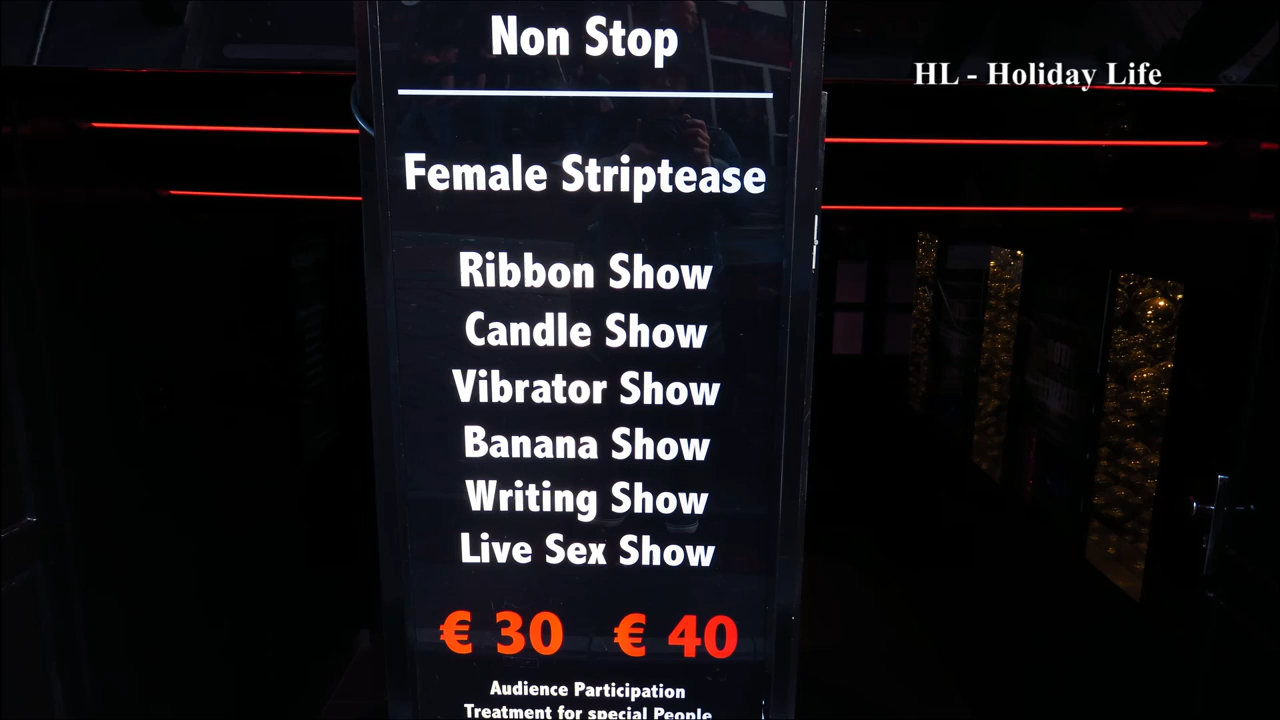 Non Stop
HL - Holiday Life
Female Striptease
Ribbon Show
Candle Show
Vibrator Show
Banana Show
Writing Show
Live Sex Show
€ 30 € 40
Audience Participation
Treatment for special People